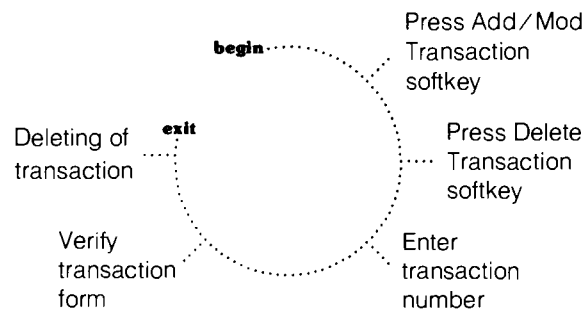 begin
Press Add/Mod
Transaction
softkey
Press Delete
Transaction
softkey
Enter
transaction
number
Verify
transaction
form
Deleting of
transaction
exit